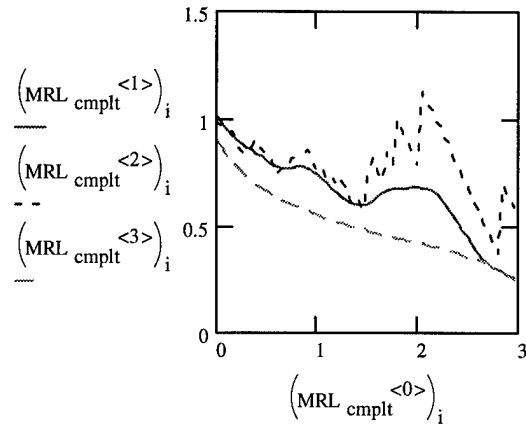 (MRL cmplt <1>) i
(MRL cmplt <2>) i
(MRL cmplt <3>) i
1.5
1
0.5
0
0 1 2 3
(MRL cmplt <0>) i